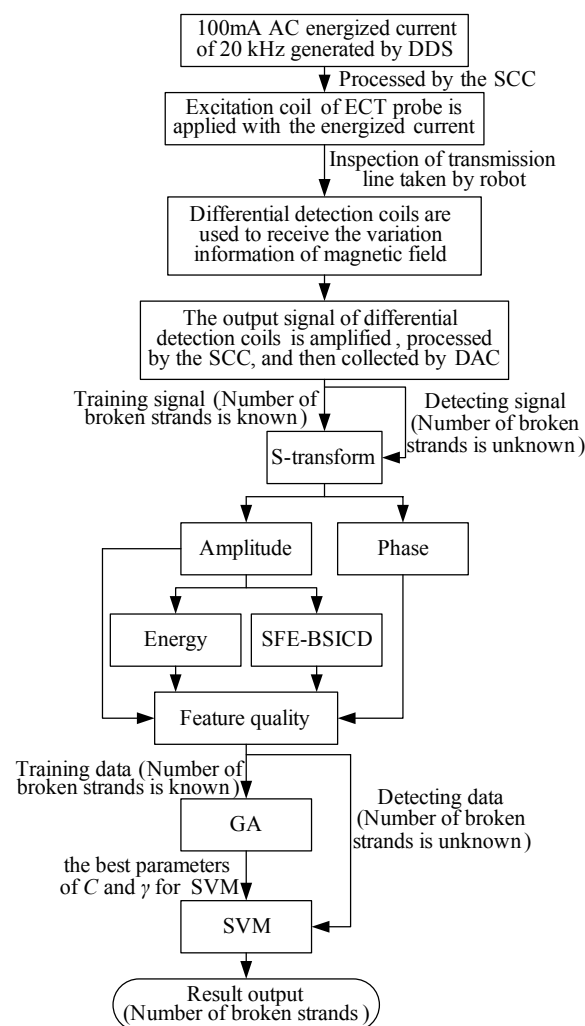 100mA AC energized current
of 20 kHz generated by DDS
Processed by the SCC
Excitation coil of ECT probe is
applied with the energized current
Inspection of transmission
line taken by robot
Differential detection coils are
used to receive the variation
information of magnetic field
The output signal of differential
detection coils is amplified, processed
by the SCC, and then collected by DAC
Training signal (Number of
broken strands is known)
Detecting signal
(Number of broken
strands is unknown)
S-transform
Amplitude
Phase
Energy
SFE-BSICD
Feature quality
Training data (Number of
broken strands is known)
Detecting data
(Number of broken
strands is unknown)
GA
the best parameters
of C and γ for SVM
SVM
Result output
(Number of broken strands)